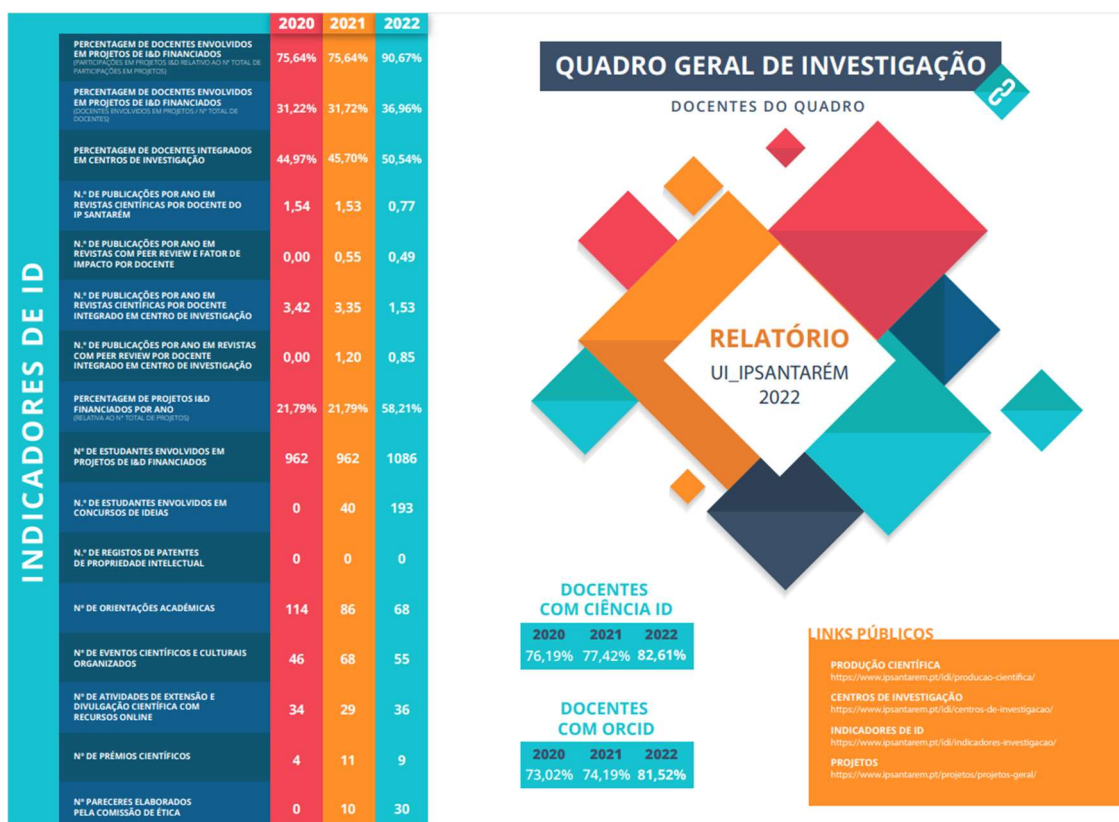 INDICADORES DE ID
2020 2021 2022
PERCENTAGEM DE DOCENTES ENVOLVIDOS
EM PROJETOS DE I&D FINANCIADOS
(PARTICIPAÇÕES EM PROJETOS I&D RELATIVO AO Nº TOTAL DE
PARTICIPAÇÕES EM PROJETOS)
75,64% 75,64% 90,67%
PERCENTAGEM DE DOCENTES ENVOLVIDOS
EM PROJETOS DE I&D FINANCIADOS
(DOCENTES ENVOLVIDOS EM PROJETOS / Nº TOTAL DE
DOCENTES)
31,22% 31,72% 36,96%
PERCENTAGEM DE DOCENTES INTEGRADOS
EM CENTROS DE INVESTIGAÇÃO
44,97% 45,70% 50,54%
N.º DE PUBLICAÇÕES POR ANO EM
REVISTAS CIENTÍFICAS POR DOCENTE DO
IP SANTARÉM
1,54 1,53 0,77
N.º DE PUBLICAÇÕES POR ANO EM
REVISTAS COM PEER REVIEW E FATOR DE
IMPACTO POR DOCENTE
0,00 0,55 0,49
N.º DE PUBLICAÇÕES POR ANO EM
REVISTAS CIENTÍFICAS POR DOCENTE
INTEGRADO EM CENTRO DE INVESTIGAÇÃO
3,42 3,35 1,53
N.º DE PUBLICAÇÕES POR ANO EM REVISTAS
COM PEER REVIEW POR DOCENTE
INTEGRADO EM CENTRO DE INVESTIGAÇÃO
0,00 1,20 0,85
PERCENTAGEM DE PROJETOS I&D
FINANCIADOS POR ANO
(RELATIVA AO Nº TOTAL DE PROJETOS)
21,79% 21,79% 58,21%
Nº DE ESTUDANTES ENVOLVIDOS EM
PROJETOS DE I&D FINANCIADOS
962 962 1086
N.º DE ESTUDANTES ENVOLVIDOS EM
CONCURSOS DE IDEIAS
0 40 193
N.º DE REGISTOS DE PATENTES
DE PROPRIEDADE INTELECTUAL
0 0 0
Nº DE ORIENTAÇÕES ACADÉMICAS
114 86 68
Nº DE EVENTOS CIENTÍFICOS E CULTURAIS
ORGANIZADOS
46 68 55
Nº DE ATIVIDADES DE EXTENSÃO E
DIVULGAÇÃO CIENTÍFICA COM
RECURSOS ONLINE
34 29 36
Nº DE PRÉMIOS CIENTÍFICOS
4 11 9
Nº PARECERES ELABORADOS
PELA COMISSÃO DE ÉTICA
0 10 30
QUADRO GERAL DE INVESTIGAÇÃO
DOCENTES DO QUADRO
RELATÓRIO
UI_IPSANTARÉM
2022
DOCENTES
COM CIÊNCIA ID
2020 2021 2022
76,19% 77,42% 82,61%
DOCENTES
COM ORCID
2020 2021 2022
73,02% 74,19% 81,52%
LINKS PÚBLICOS
PRODUÇÃO CIENTÍFICA
https://www.ipsantarem.pt/idi/producao-cientifica/
CENTROS DE INVESTIGAÇÃO
https://www.ipsantarem.pt/idi/centros-de-investigacao/
INDICADORES DE ID
https://www.ipsantarem.pt/idi/indicadores-investigacao/
PROJETOS
https://www.ipsantarem.pt/projetos/projetos-geral/